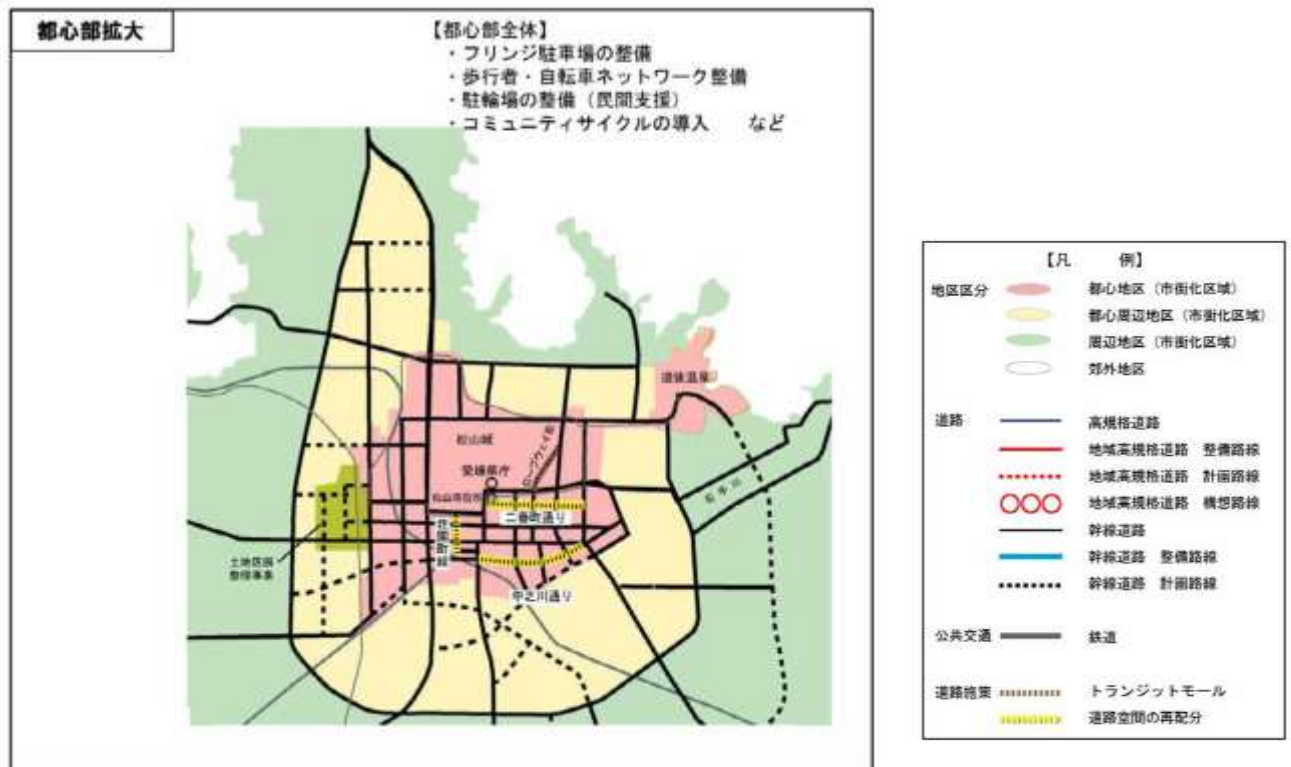 都心部拡大
【都心部全体】
・フリンジ駐車場の整備
・歩行者・自転車ネットワーク整備
・駐輪場の整備（民間支援）
・コミュニティサイクルの導入　　など
道後温泉
松山城
ロープウェイ街
愛媛県庁
松山市役所
石手川
二番町通り
花園町線
土地区画
整理事業
中之川通り
【凡　　例】
地区区分
都心地区（市街化区域）
都心周辺地区（市街化区域）
周辺地区（市街化区域）
郊外地区
道路
高規格道路
地域高規格道路　整備路線
地域高規格道路　計画路線
地域高規格道路　構想路線
幹線道路
幹線道路　整備路線
幹線道路　計画路線
公共交通
鉄道
道路施策
トランジットモール
道路空間の再配分